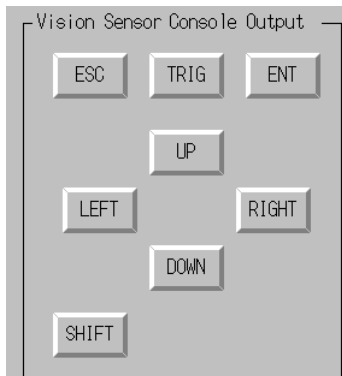 Vision Sensor Console Output
ESC TRIG ENT
UP
LEFT RIGHT
DOWN
SHIFT